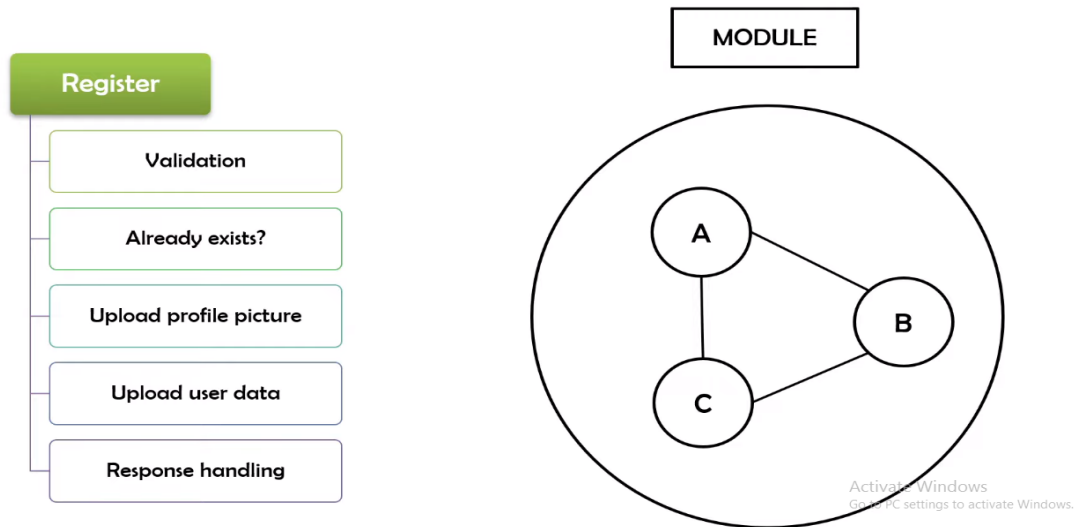 Register
Validation
Already exists?
Upload profile picture
Upload user data
Response handling
MODULE
A
B
C
Activate Windows
Go to PC settings to activate Windows.